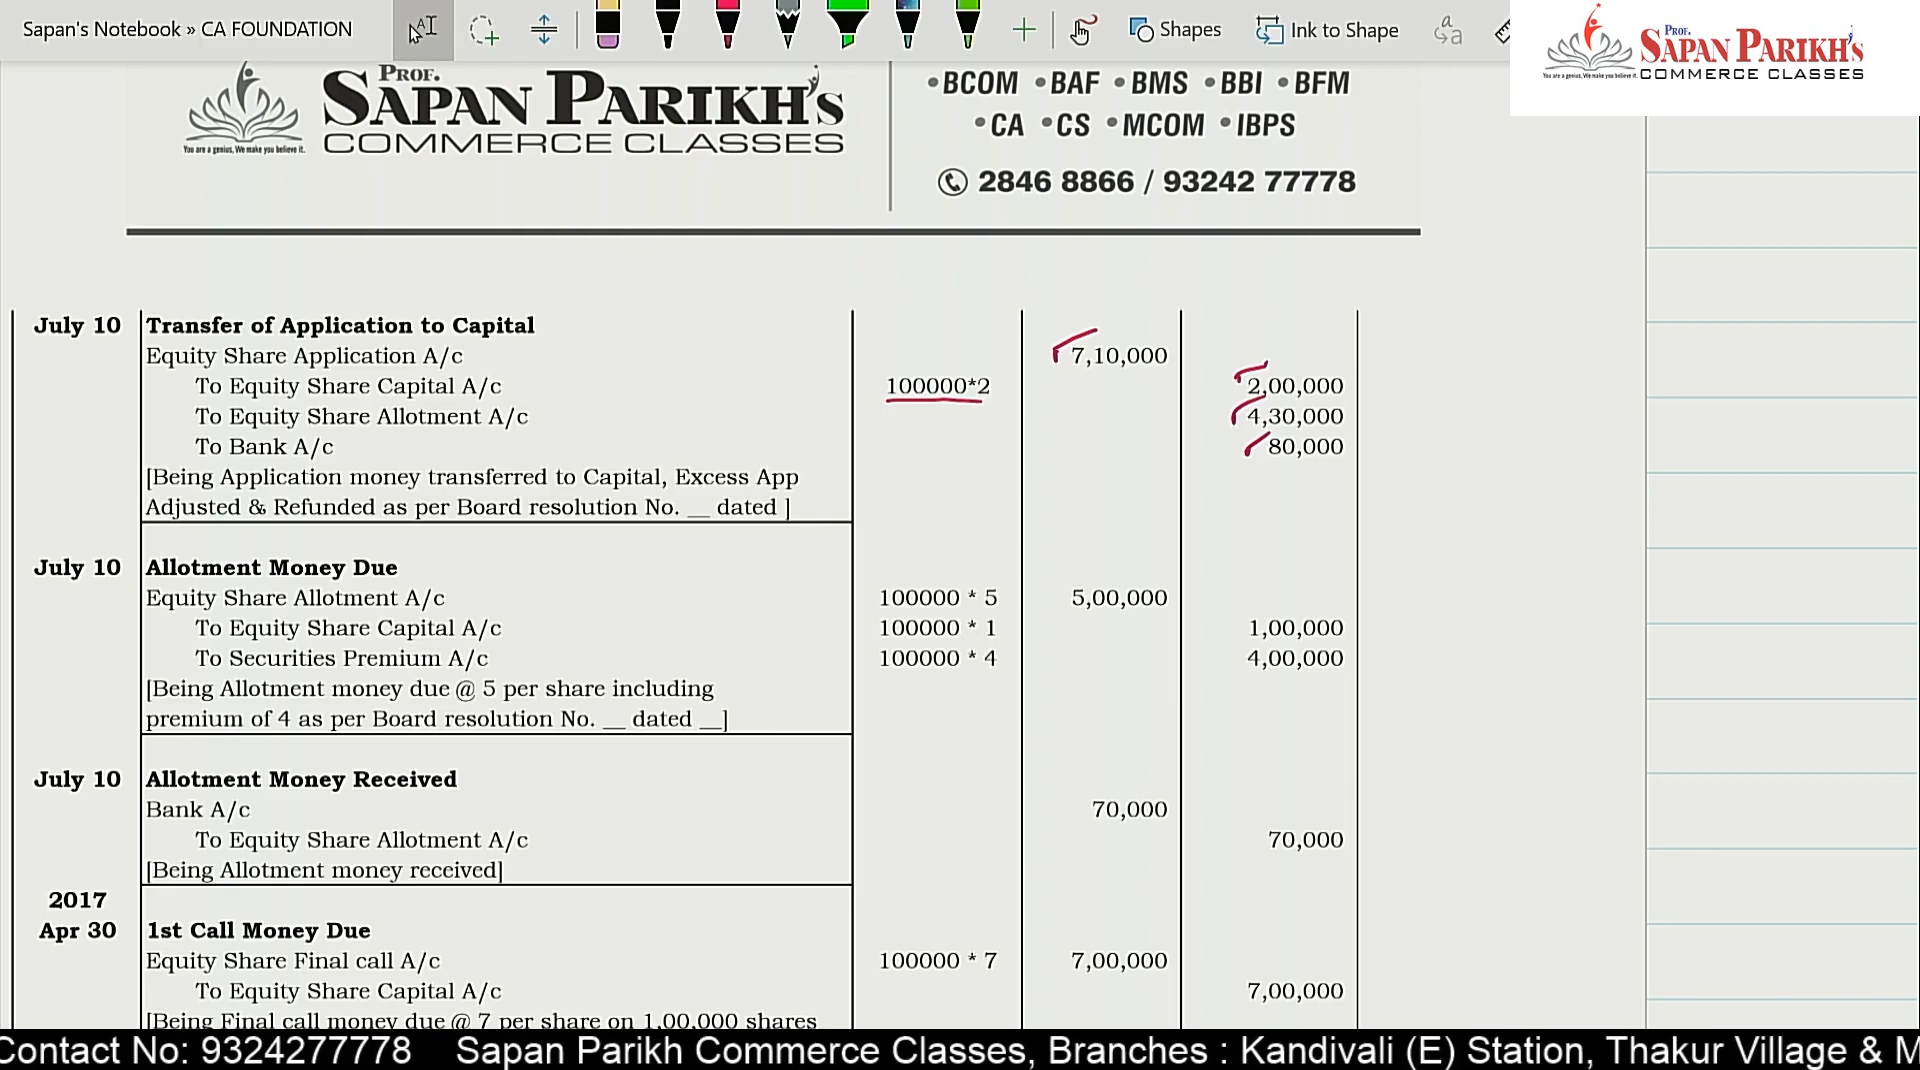 Sapan's Notebook » CA FOUNDATION
Shapes
Ink to Shape
PROF.
SAPAN PARIKH'S
COMMERCE CLASSES
You are a genius, We make you believe it.
PROF.
SAPAN PARIKH'S
COMMERCE CLASSES
You are a genius, We make you believe it.
•BCOM •BAF •BMS •BBI •BFM
•CA •CS •MCOM •IBPS
2846 8866 / 93242 77778
July 10 Transfer of Application to Capital
Equity Share Application A/c 7,10,000
To Equity Share Capital A/c 100000*2 2,00,000
To Equity Share Allotment A/c 4,30,000
To Bank A/c 80,000
[Being Application money transferred to Capital, Excess App
Adjusted & Refunded as per Board resolution No. __ dated ]
July 10 Allotment Money Due
Equity Share Allotment A/c 100000 * 5 5,00,000
To Equity Share Capital A/c 100000 * 1 1,00,000
To Securities Premium A/c 100000 * 4 4,00,000
[Being Allotment money due @ 5 per share including
premium of 4 as per Board resolution No. __ dated __]
July 10 Allotment Money Received
Bank A/c 70,000
To Equity Share Allotment A/c 70,000
[Being Allotment money received]
2017
Apr 30 1st Call Money Due
Equity Share Final call A/c 100000 * 7 7,00,000
To Equity Share Capital A/c 7,00,000
[Being Final call money due @ 7 per share on 1,00,000 shares
Contact No: 9324277778 Sapan Parikh Commerce Classes, Branches : Kandivali (E) Station, Thakur Village & M